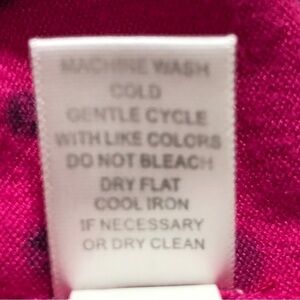 MACHINE WASH
COLD
GENTLE CYCLE
WITH LIKE COLORS
DO NOT BLEACH
DRY FLAT
COOL IRON
IF NECESSARY
OR DRY CLEAN